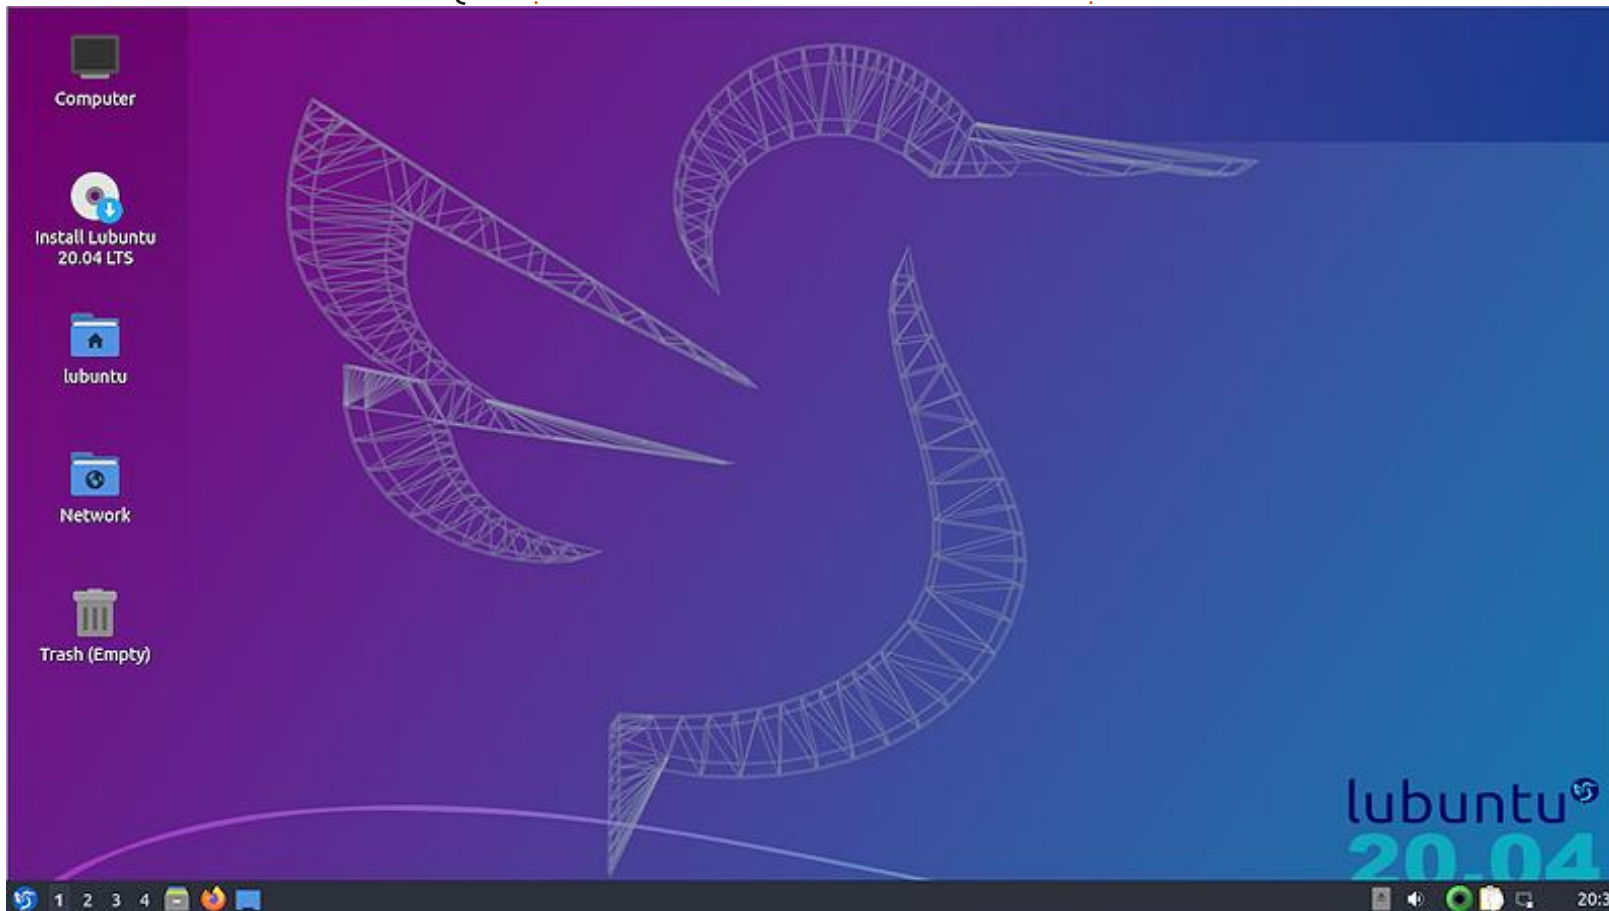 Computer
Install Lubuntu
20.04 LTS
lubuntu
Network
Trash (Empty)
lubuntu
20.04
1 2 3 4